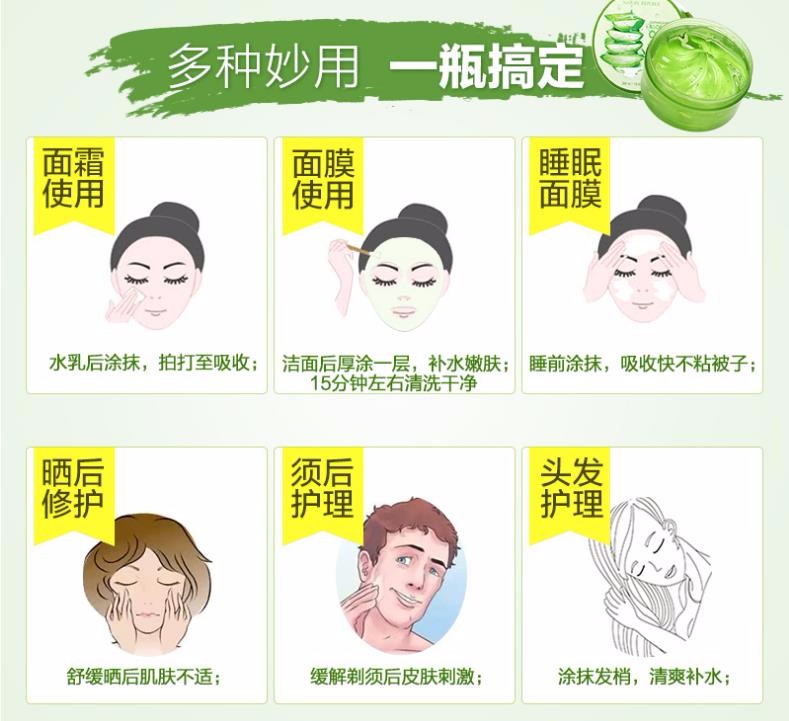 多种妙用 一瓶搞定
NATURE REPUBLIC
面霜
使用
水乳后涂抹，拍打至吸收；
面膜
使用
洁面后厚涂一层，补水嫩肤；
15分钟左右清洗干净
睡眠
面膜
睡前涂抹，吸收快不粘被子；
晒后
修护
舒缓晒后肌肤不适；
须后
护理
缓解剃须后皮肤刺激；
头发
护理
涂抹发梢，清爽补水；